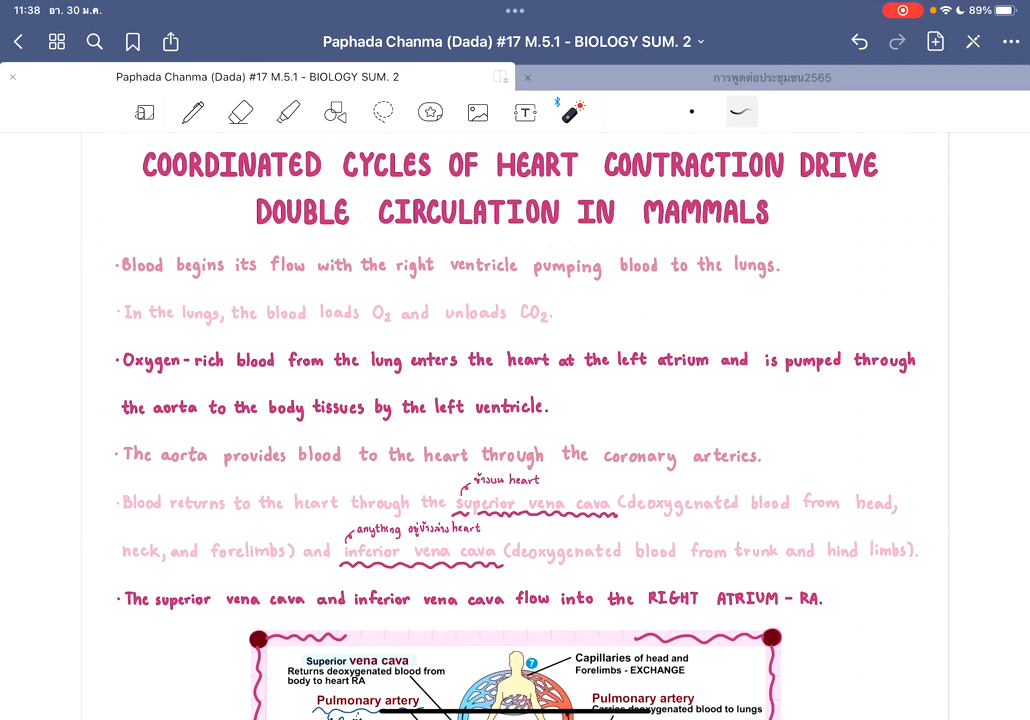 11:38 อา. 30 ม.ค.
89%
Paphada Chanma (Dada) #17 M.5.1 - BIOLOGY SUM. 2
Paphada Chanma (Dada) #17 M.5.1 - BIOLOGY SUM. 2
การพูดต่อประชุมชน2565
COORDINATED CYCLES OF HEART CONTRACTION DRIVE
DOUBLE CIRCULATION IN MAMMALS
·Blood begins its flow with the right ventricle pumping blood to the lungs.
·In the lungs, the blood loads O₂ and unloads CO₂.
·Oxygen-rich blood from the lung enters the heart at the left atrium and is pumped through
the aorta to the body tissues by the left ventricle.
·The aorta provides blood to the heart through the coronary arteries.
ข้างบน heart
·Blood returns to the heart through the superior vena cava (deoxygenated blood from head,
anything อยู่ข้างล่าง heart
neck, and forelimbs) and inferior vena cava (deoxygenated blood from trunk and hind limbs).
·The superior vena cava and inferior vena cava flow into the RIGHT ATRIUM - RA.
Superior vena cava
Returns deoxygenated blood from
body to heart RA
7
Capillaries of head and
Forelimbs - EXCHANGE
Pulmonary artery
Pulmonary artery
Carries deoxygenated blood to lungs